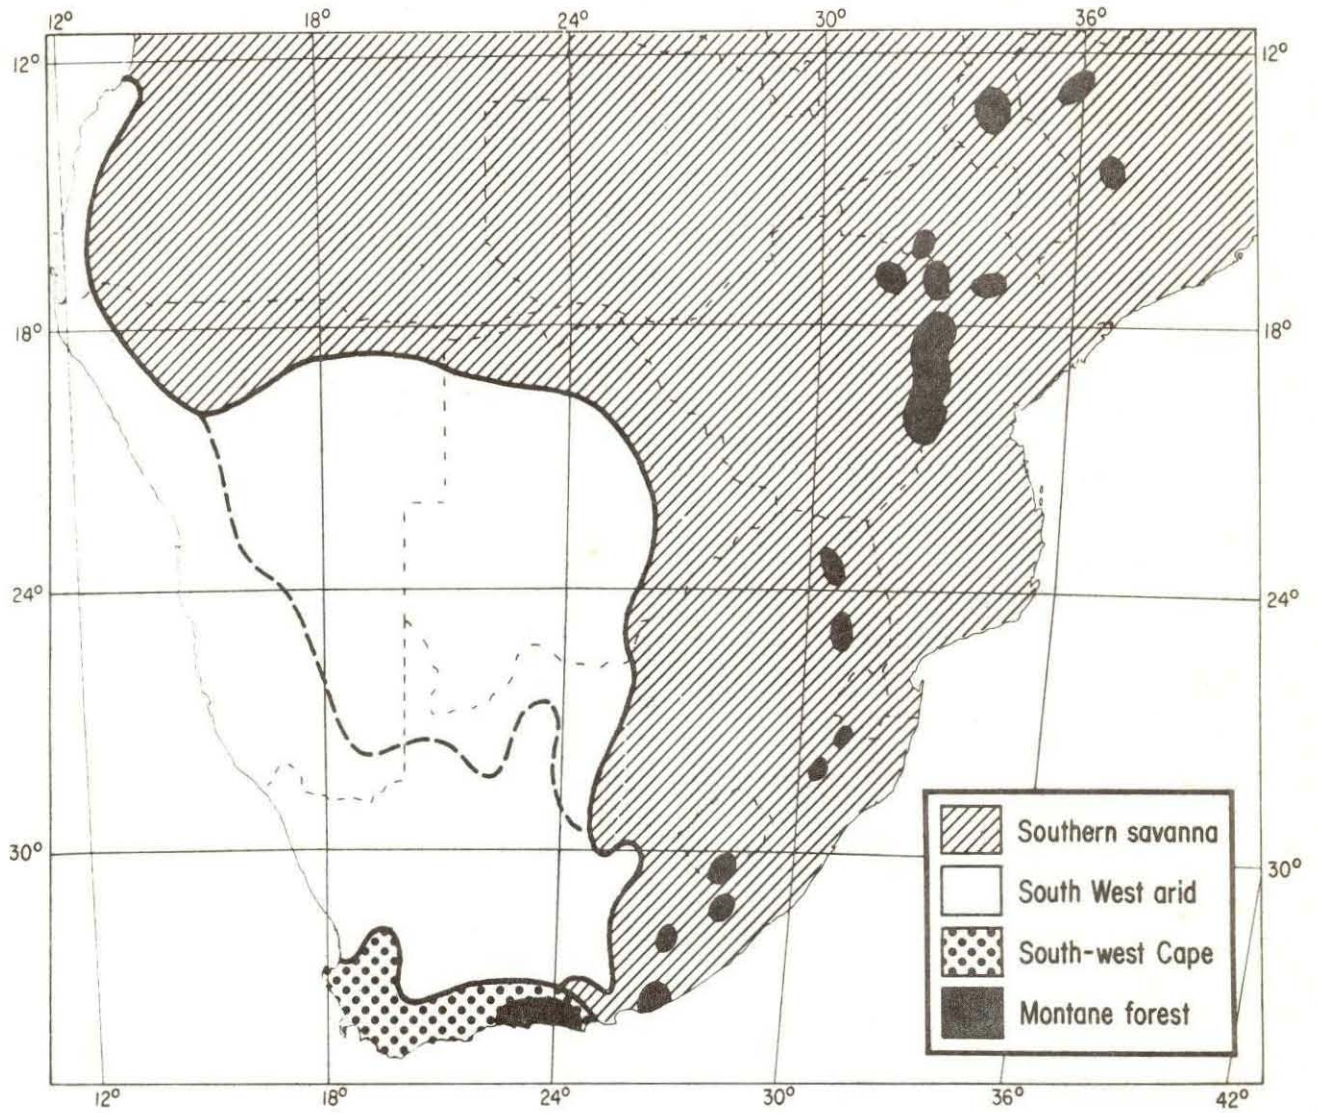 12° 18° 24° 30° 36°
12° 12°
18° 18°
24° 24°
30° 30°
Southern savanna
South West arid
South-west Cape
Montane forest
12° 18° 24° 30° 36° 42°